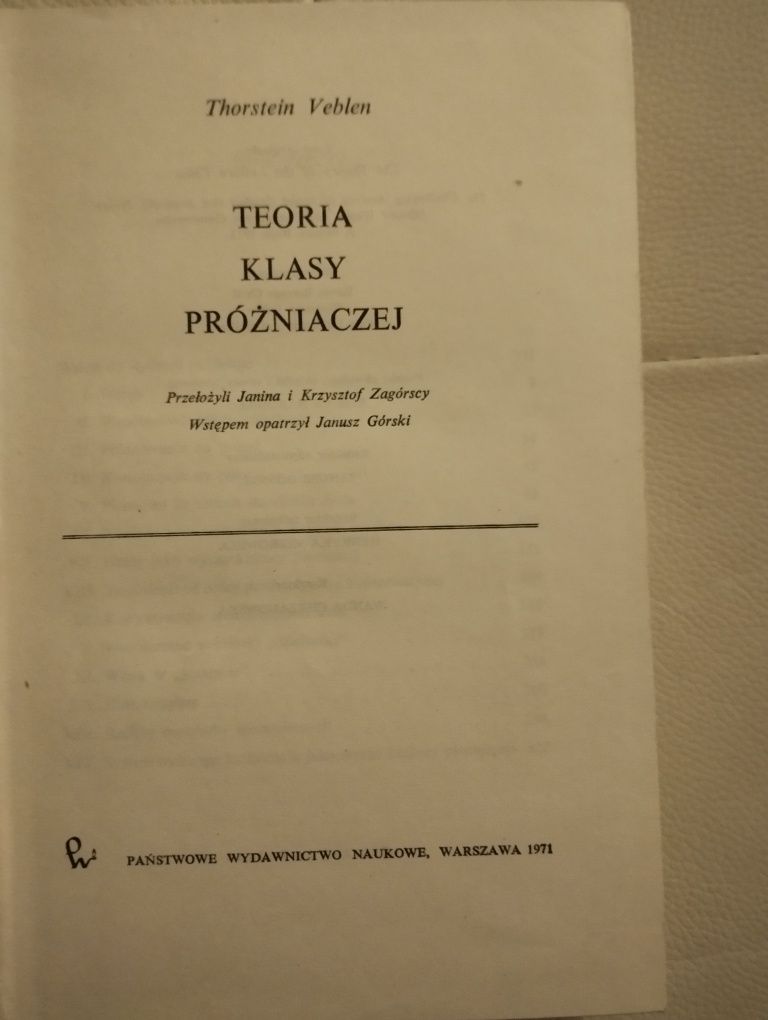 Thorstein Veblen
TEORIA
KLASY
PRÓŻNIACZEJ
Przełożyli Janina i Krzysztof Zagórscy
Wstępem opatrzył Janusz Górski
PAŃSTWOWE WYDAWNICTWO NAUKOWE, WARSZAWA 1971